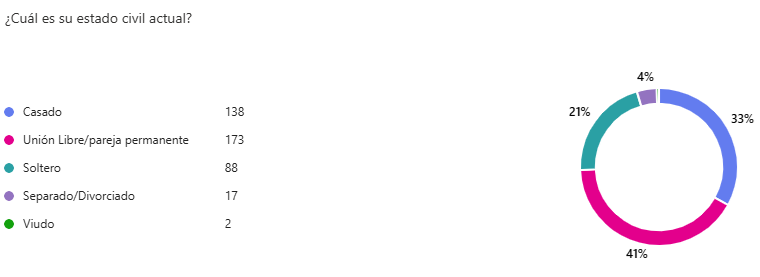 ¿Cuál es su estado civil actual?
Casado 138
Unión Libre/pareja permanente 173
Soltero 88
Separado/Divorciado 17
Viudo 2
4%
21%
33%
41%